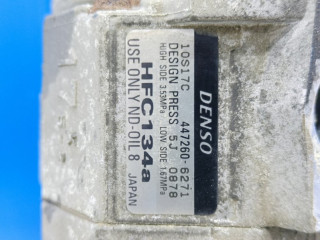 DENSO
10S17C 447260-6271
DESIGN PRESS 5J 0878
HIGH SIDE 3.53MPa LOW SIDE 1.67MPa
HFC134a
USE ONLY ND-OIL 8 JAPAN